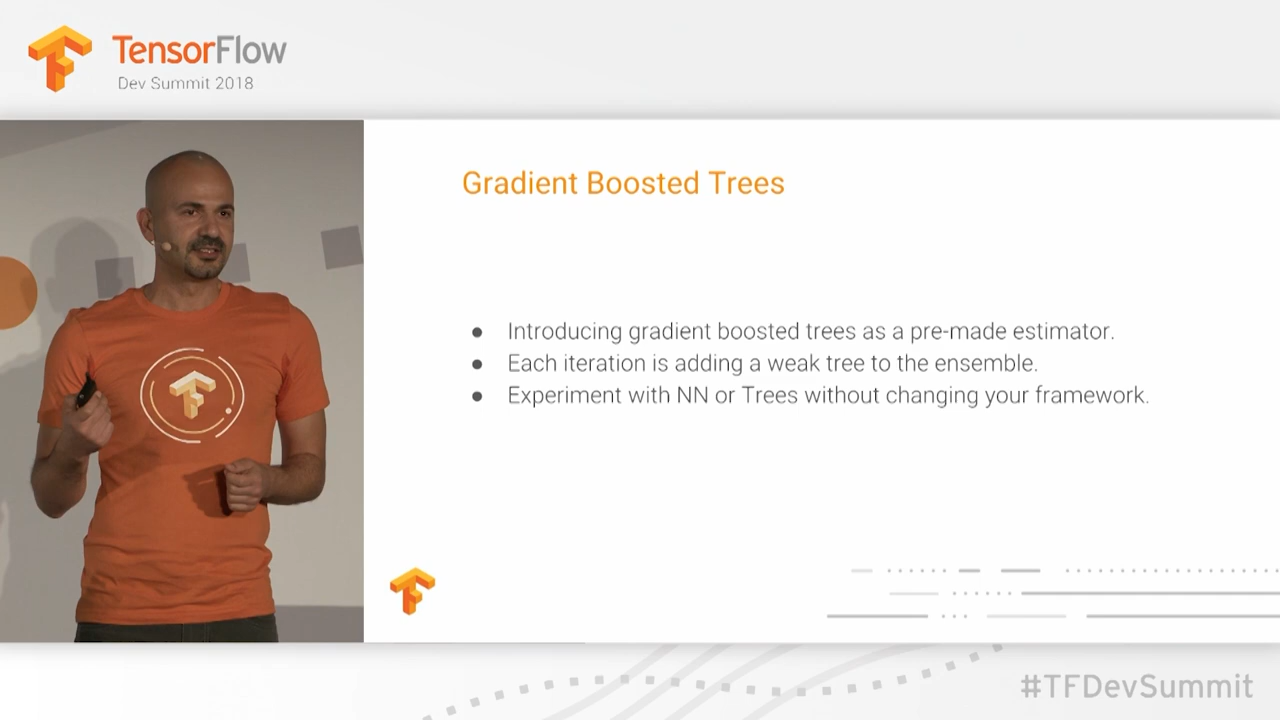 TensorFlow
Dev Summit 2018
Gradient Boosted Trees
● Introducing gradient boosted trees as a pre-made estimator.
● Each iteration is adding a weak tree to the ensemble.
● Experiment with NN or Trees without changing your framework.
#TFDevSummit